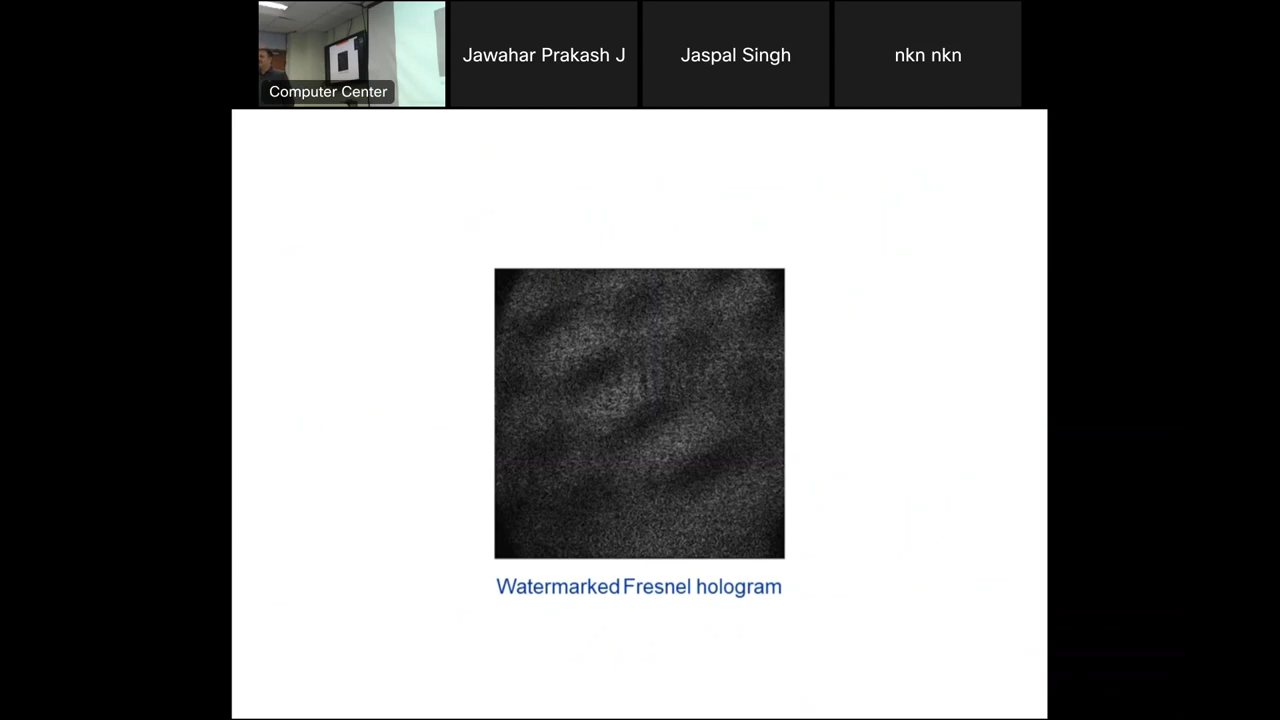 Computer Center
Jawahar Prakash J
Jaspal Singh
nkn nkn
Watermarked Fresnel hologram